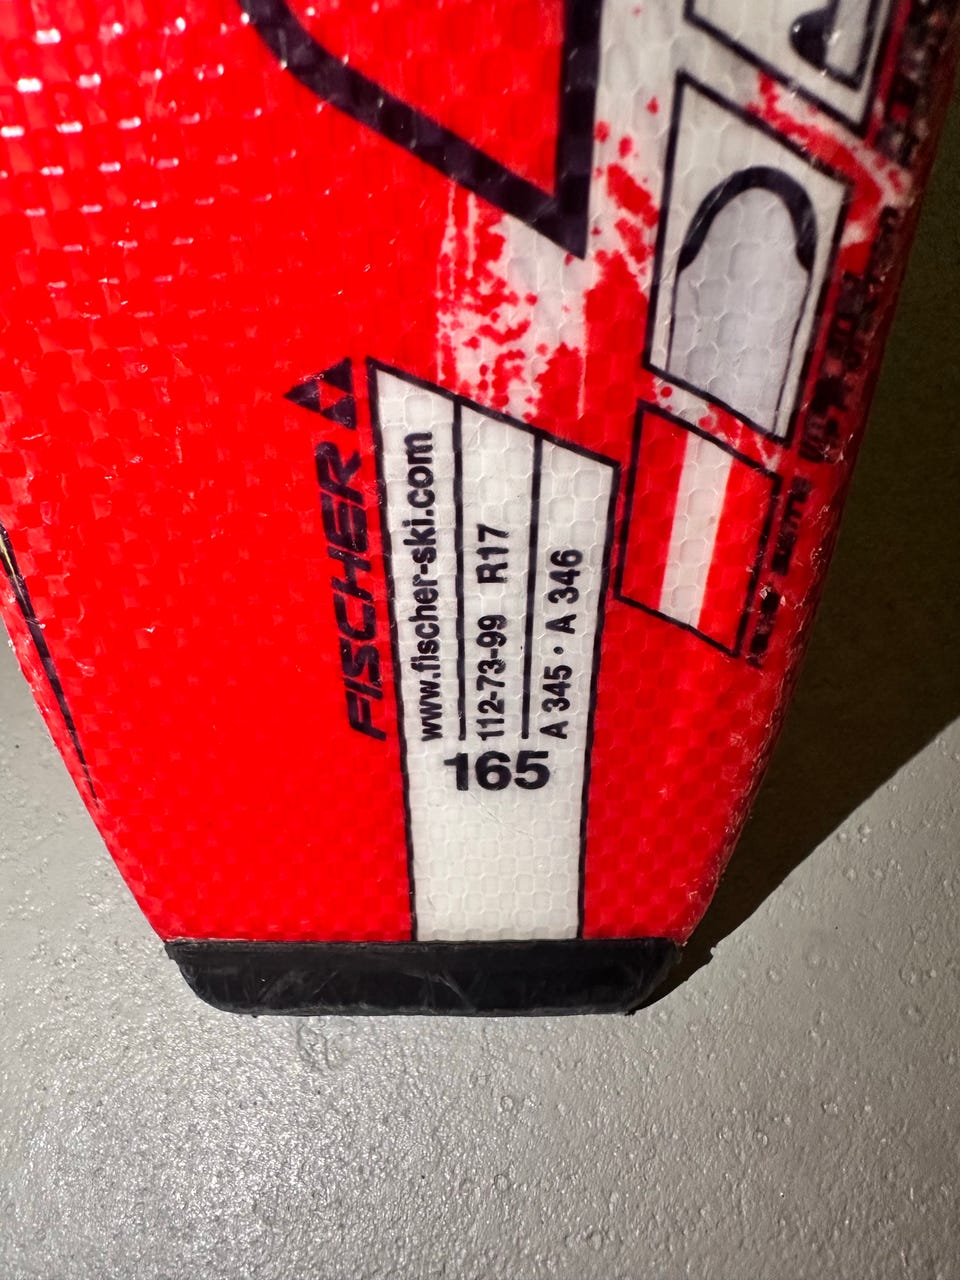 FISCHER
www.fischer-ski.com
112-73-99 R17
A 345 · A 346
165